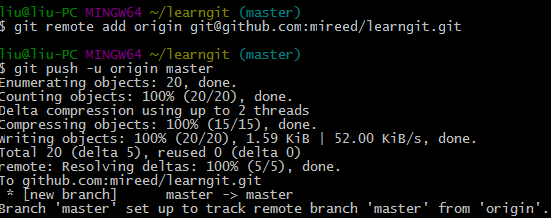 liu@liu-PC MINGW64 ~/learngit (master)
$ git remote add origin git@github.com:mireed/learngit.git
liu@liu-PC MINGW64 ~/learngit (master)
$ git push -u origin master
Enumerating objects: 20, done.
Counting objects: 100% (20/20), done.
Delta compression using up to 2 threads
Compressing objects: 100% (15/15), done.
Writing objects: 100% (20/20), 1.59 KiB | 52.00 KiB/s, done.
Total 20 (delta 5), reused 0 (delta 0)
remote: Resolving deltas: 100% (5/5), done.
To github.com:mireed/learngit.git
 * [new branch]      master -> master
Branch 'master' set up to track remote branch 'master' from 'origin'.